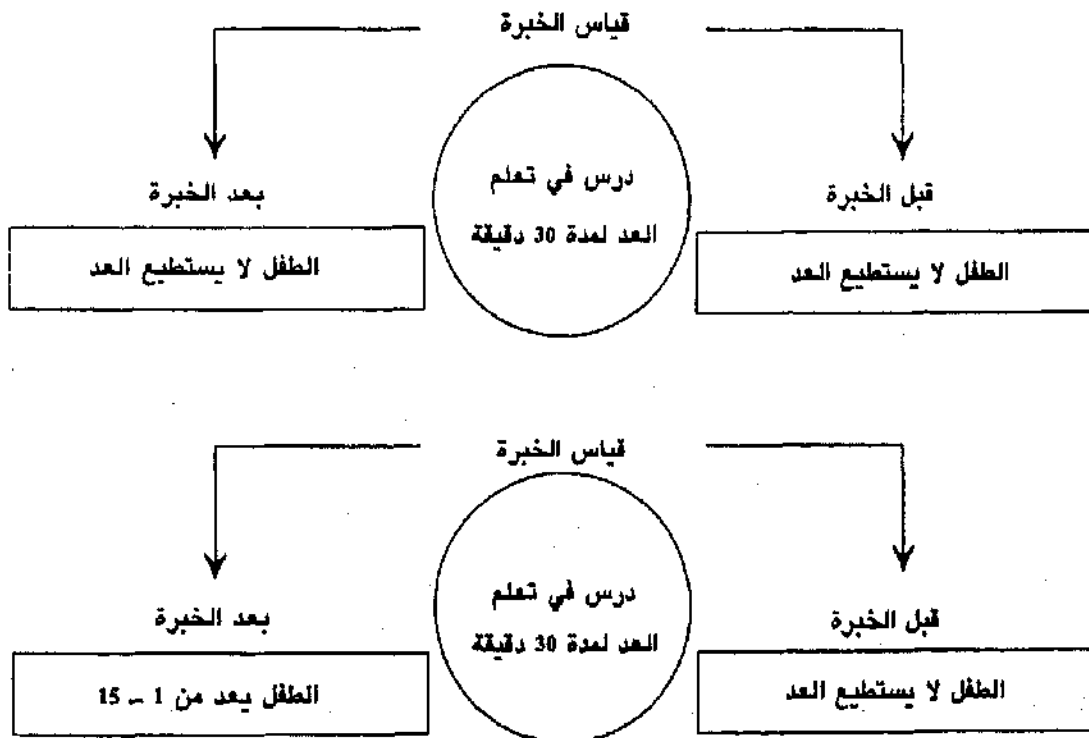 قياس الخبرة
درس في تعلم
العد لمدة 30 دقيقة
قبل الخبرة
بعد الخبرة
الطفل لا يستطيع العد
الطفل لا يستطيع العد
قياس الخبرة
درس في تعلم
العد لمدة 30 دقيقة
قبل الخبرة
بعد الخبرة
الطفل لا يستطيع العد
الطفل يعد من 1 - 15